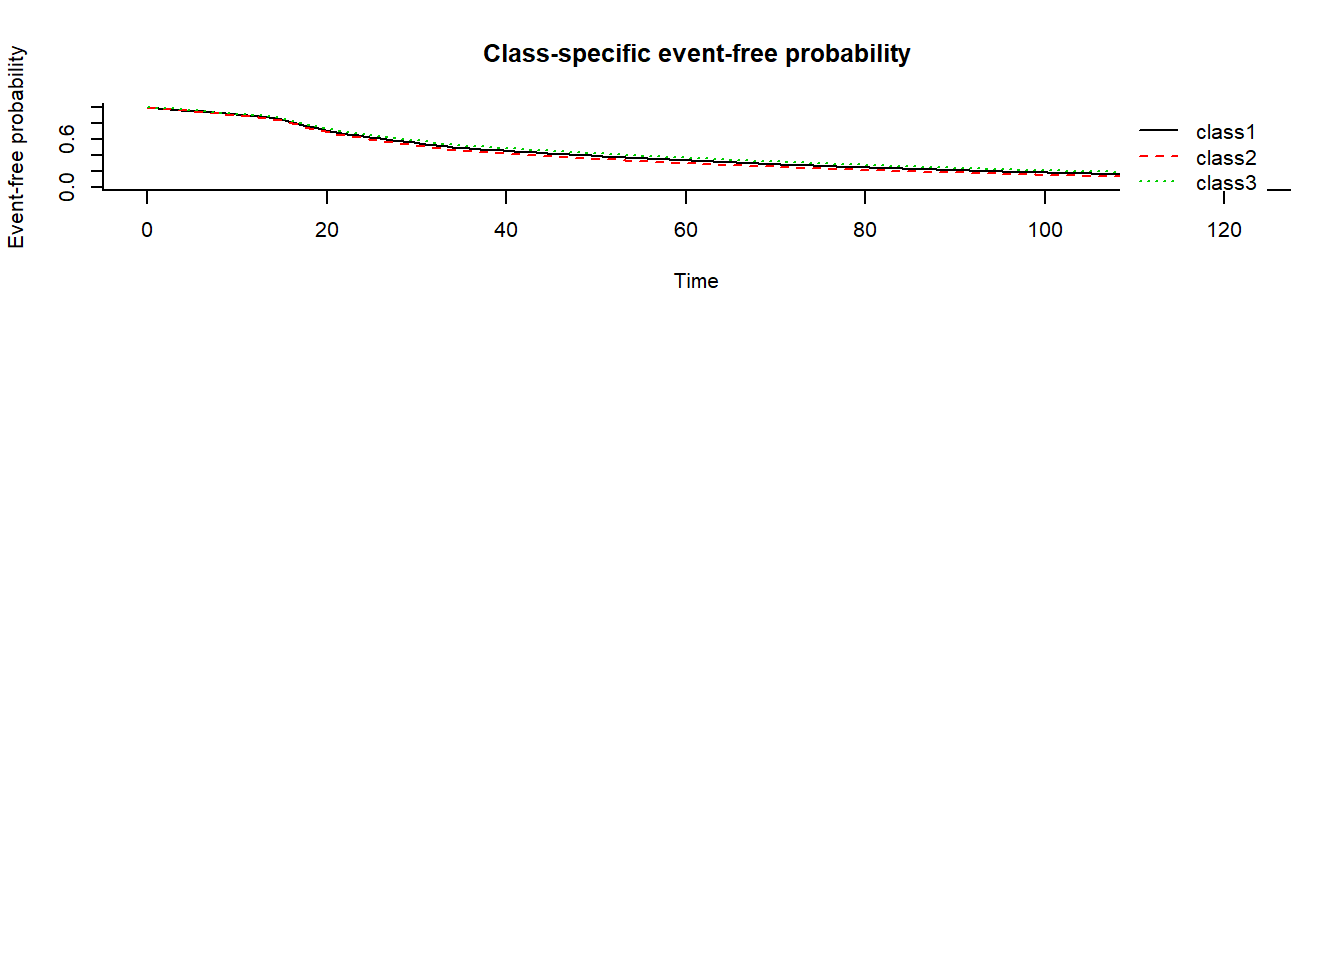 Class-specific event-free probability
Event-free probability
0.6
0.0
class1
class2
class3
0 20 40 60 80 100 120
Time